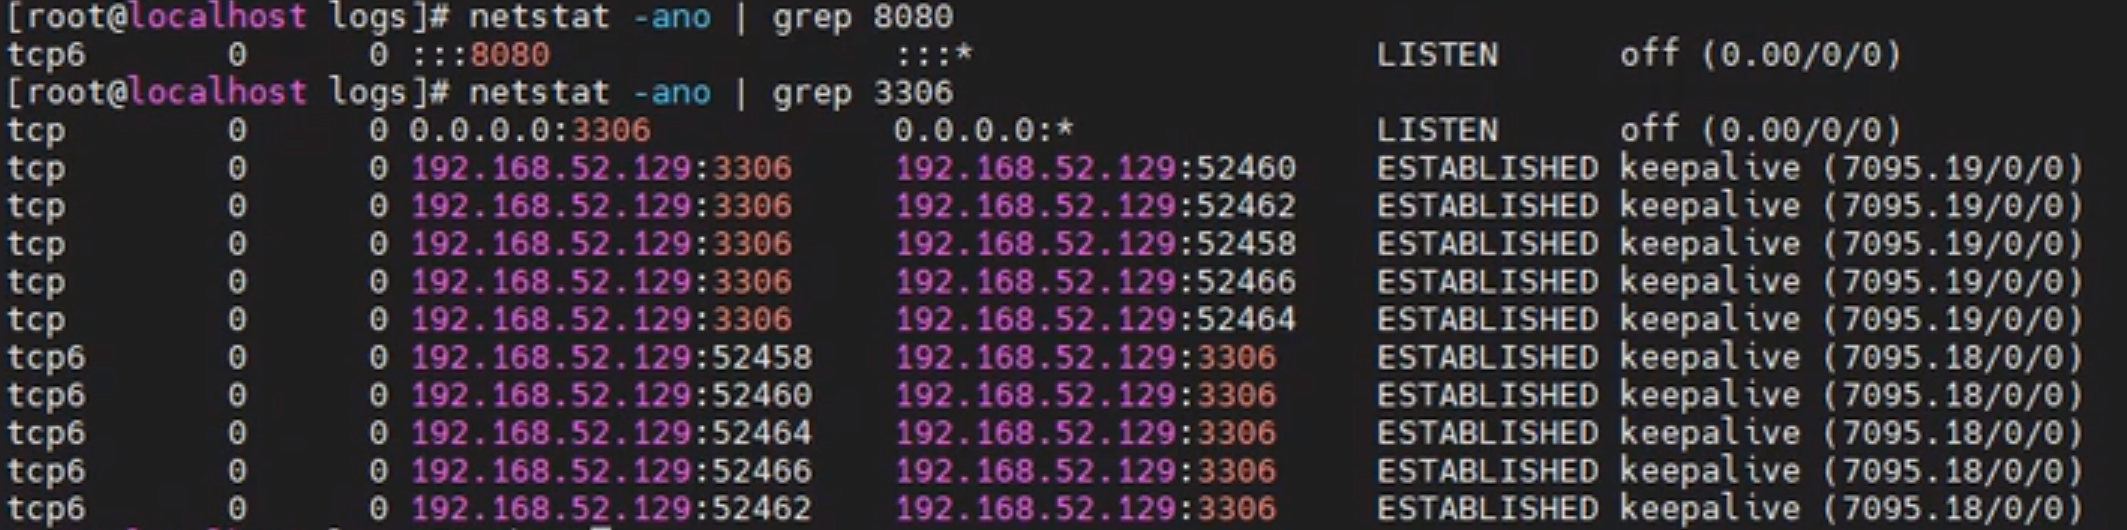 [root@localhost logs]# netstat -ano | grep 8080
tcp6 0 0 :::8080 :::* LISTEN off (0.00/0/0)
[root@localhost logs]# netstat -ano | grep 3306
tcp 0 0 0.0.0.0:3306 0.0.0.0:* LISTEN off (0.00/0/0)
tcp 0 0 192.168.52.129:3306 192.168.52.129:52460 ESTABLISHED keepalive (7095.19/0/0)
tcp 0 0 192.168.52.129:3306 192.168.52.129:52462 ESTABLISHED keepalive (7095.19/0/0)
tcp 0 0 192.168.52.129:3306 192.168.52.129:52458 ESTABLISHED keepalive (7095.19/0/0)
tcp 0 0 192.168.52.129:3306 192.168.52.129:52466 ESTABLISHED keepalive (7095.19/0/0)
tcp 0 0 192.168.52.129:3306 192.168.52.129:52464 ESTABLISHED keepalive (7095.19/0/0)
tcp6 0 0 192.168.52.129:52458 192.168.52.129:3306 ESTABLISHED keepalive (7095.18/0/0)
tcp6 0 0 192.168.52.129:52460 192.168.52.129:3306 ESTABLISHED keepalive (7095.18/0/0)
tcp6 0 0 192.168.52.129:52464 192.168.52.129:3306 ESTABLISHED keepalive (7095.18/0/0)
tcp6 0 0 192.168.52.129:52466 192.168.52.129:3306 ESTABLISHED keepalive (7095.18/0/0)
tcp6 0 0 192.168.52.129:52462 192.168.52.129:3306 ESTABLISHED keepalive (7095.18/0/0)